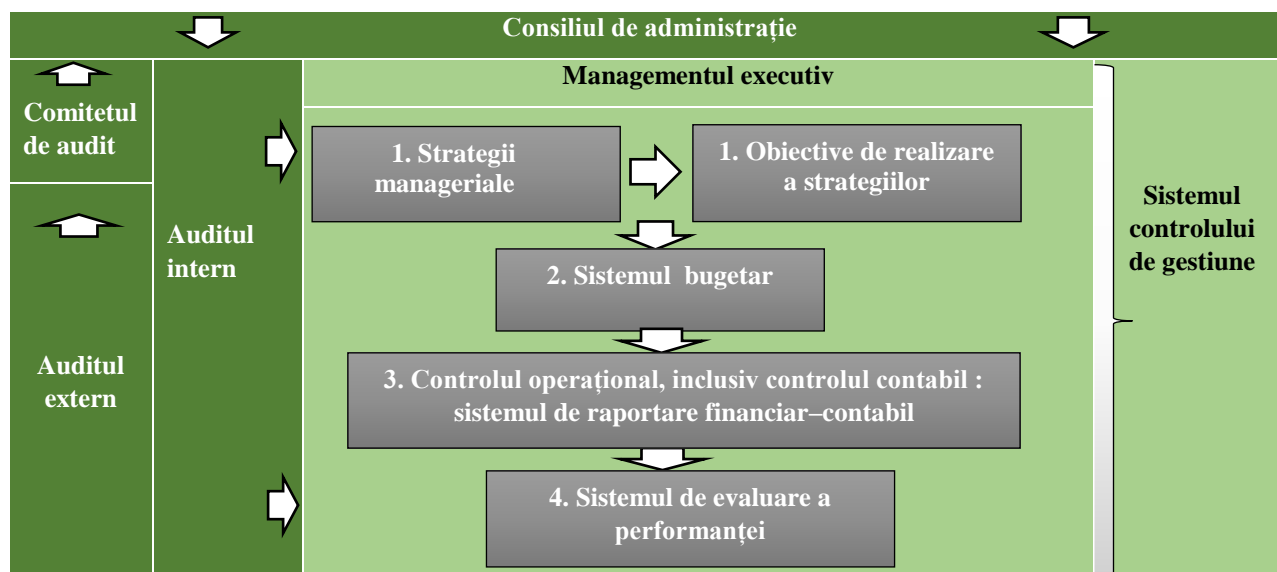 Consiliul de administrație
Managementul executiv
Comitetul
de audit
1. Strategii
manageriale
1. Obiective de realizare
a strategiilor
Auditul
intern
Sistemul
controlului
de gestiune
2. Sistemul bugetar
Auditul
extern
3. Controlul operațional, inclusiv controlul contabil :
sistemul de raportare financiar–contabil
4. Sistemul de evaluare a
performanței